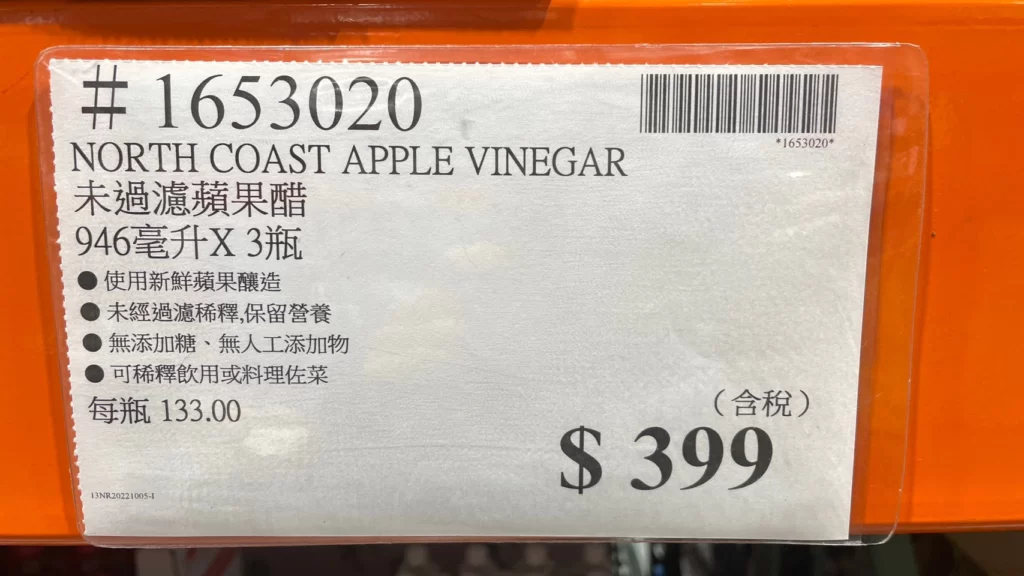 # 1653020
*1653020*
NORTH COAST APPLE VINEGAR
未過濾蘋果醋
946毫升X 3瓶
● 使用新鮮蘋果釀造
● 未經過濾稀釋,保留營養
● 無添加糖、無人工添加物
● 可稀釋飲用或料理佐菜
每瓶 133.00
（含稅）
$ 399
13NR20221005-1